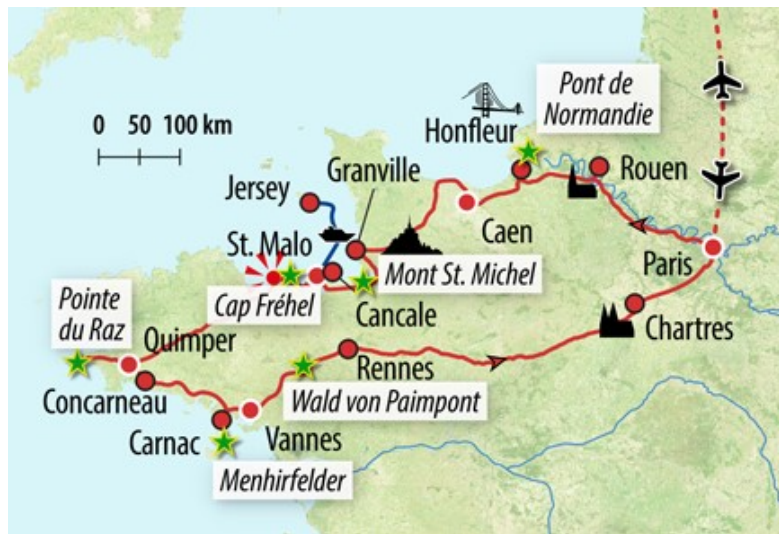 Pont de
Normandie
0 50 100 km
Honfleur
Granville
Rouen
Jersey
Caen
St. Malo
Paris
Mont St. Michel
Pointe
du Raz
Cap Fréhel
Cancale
Chartres
Quimper
Rennes
Concarneau
Wald von Paimpont
Carnac
Vannes
Menhirfelder